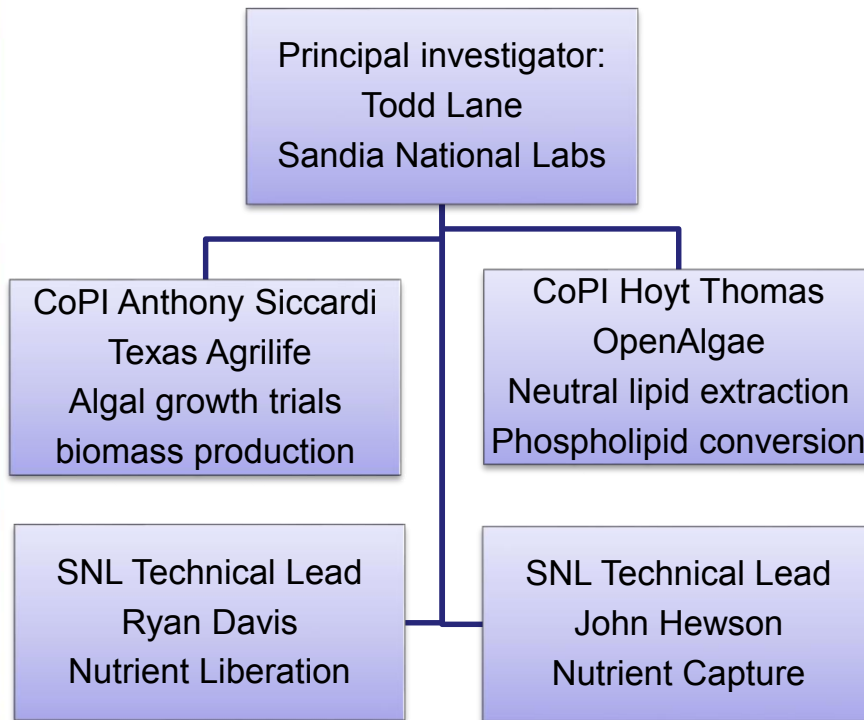 Principal investigator:
Todd Lane
Sandia National Labs
CoPI Anthony Siccardi
Texas Agrilife
Algal growth trials
biomass production
CoPI Hoyt Thomas
OpenAlgae
Neutral lipid extraction
Phospholipid conversion
SNL Technical Lead
Ryan Davis
Nutrient Liberation
SNL Technical Lead
John Hewson
Nutrient Capture